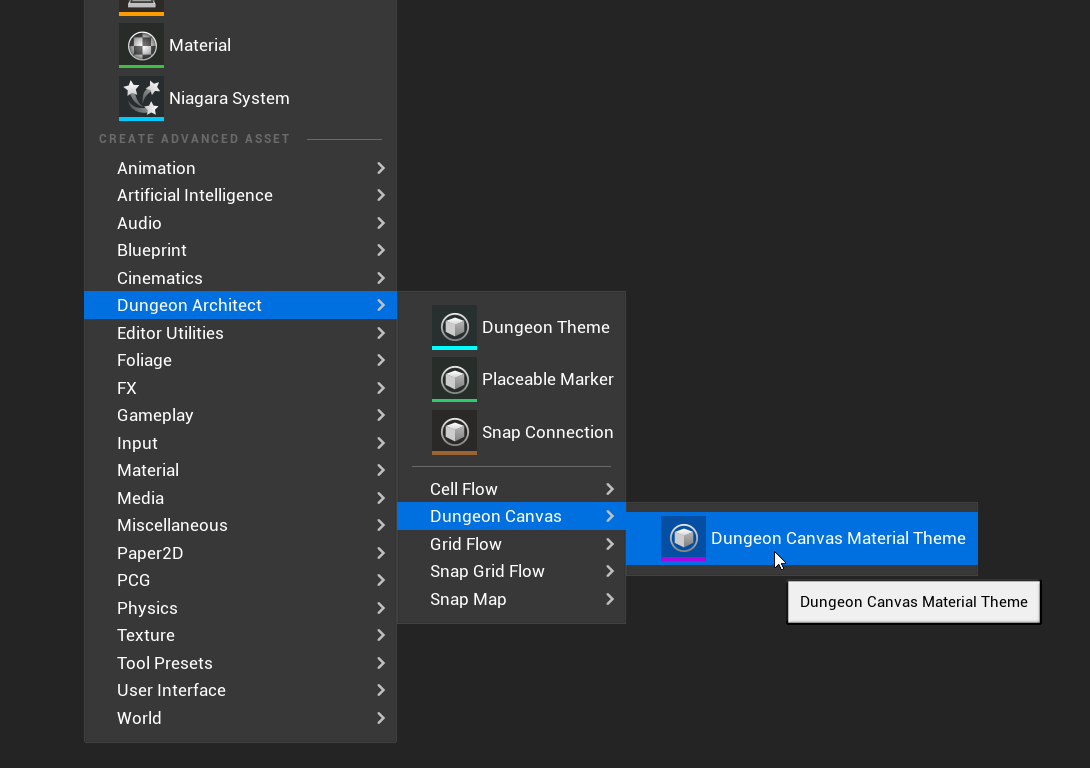 Material
Niagara System
CREATE ADVANCED ASSET
Animation
Artificial Intelligence
Audio
Blueprint
Cinematics
Dungeon Architect
Editor Utilities
Foliage
FX
Gameplay
Input
Material
Media
Miscellaneous
Paper2D
PCG
Physics
Texture
Tool Presets
User Interface
World
Dungeon Theme
Placeable Marker
Snap Connection
Cell Flow
Dungeon Canvas
Grid Flow
Snap Grid Flow
Snap Map
Dungeon Canvas Material Theme
Dungeon Canvas Material Theme